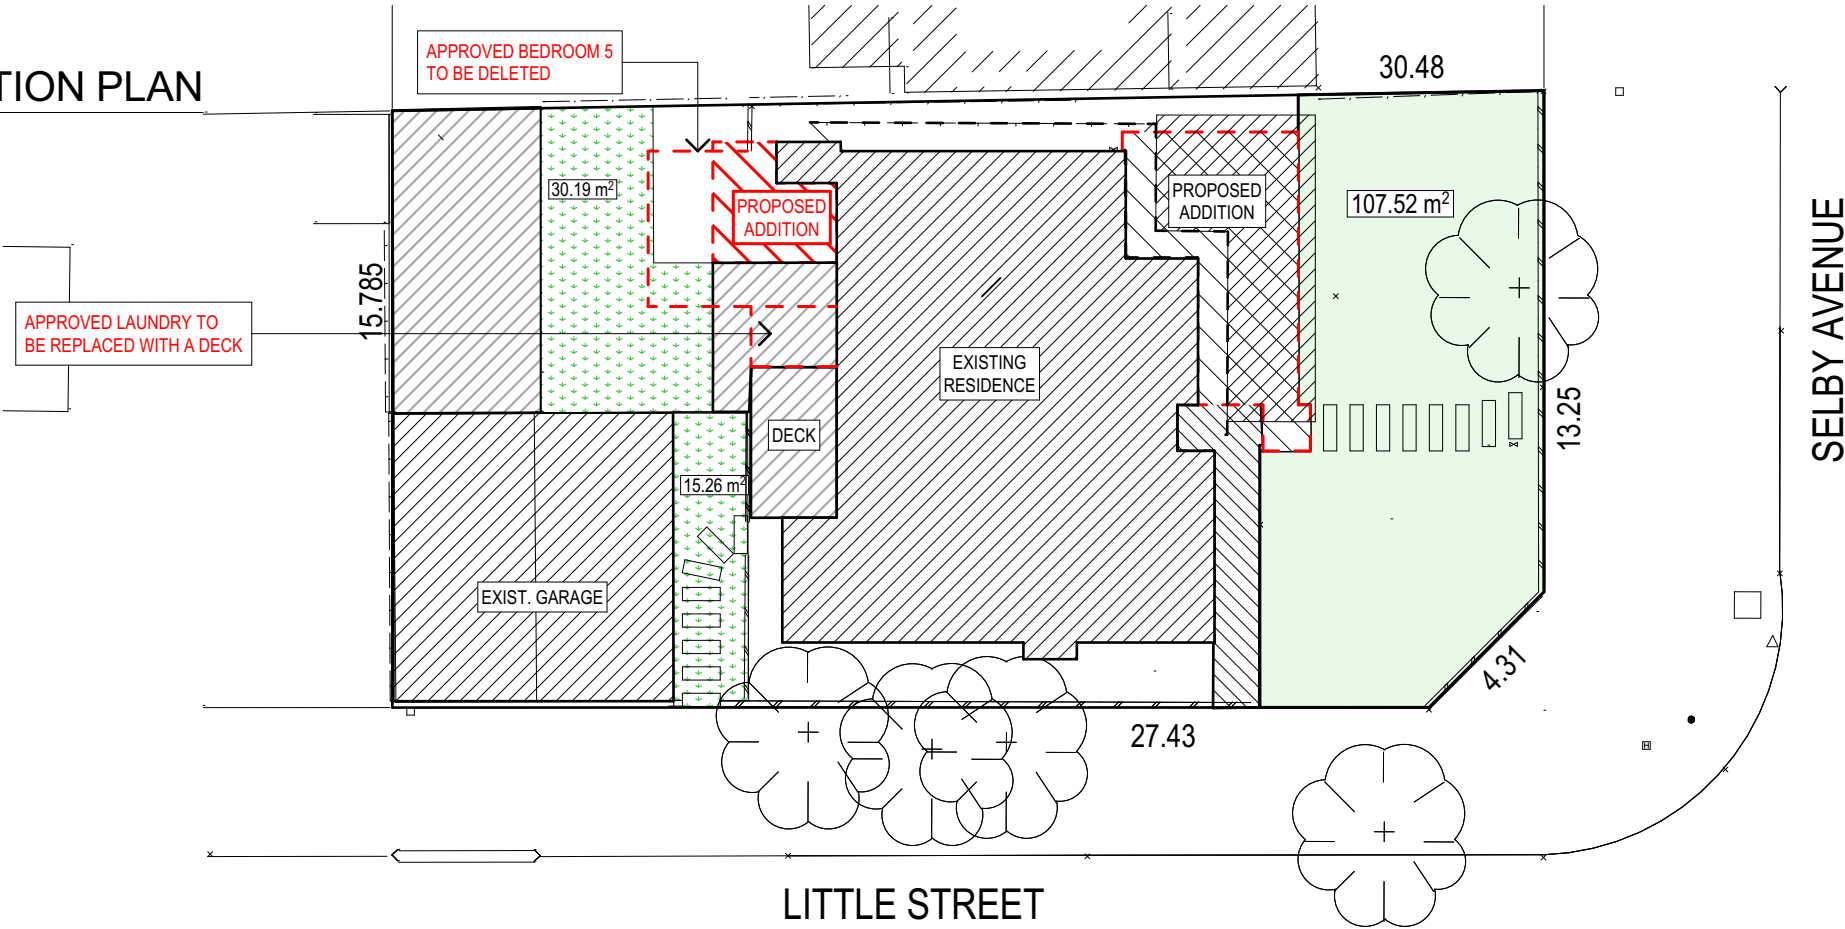 TION PLAN
APPROVED BEDROOM 5
TO BE DELETED
30.48
30.19 m²
PROPOSED
ADDITION
PROPOSED
ADDITION
107.52 m²
SELBY AVENUE
15.785
APPROVED LAUNDRY TO
BE REPLACED WITH A DECK
EXISTING
RESIDENCE
DECK
13.25
15.26 m²
EXIST. GARAGE
4.31
27.43
LITTLE STREET